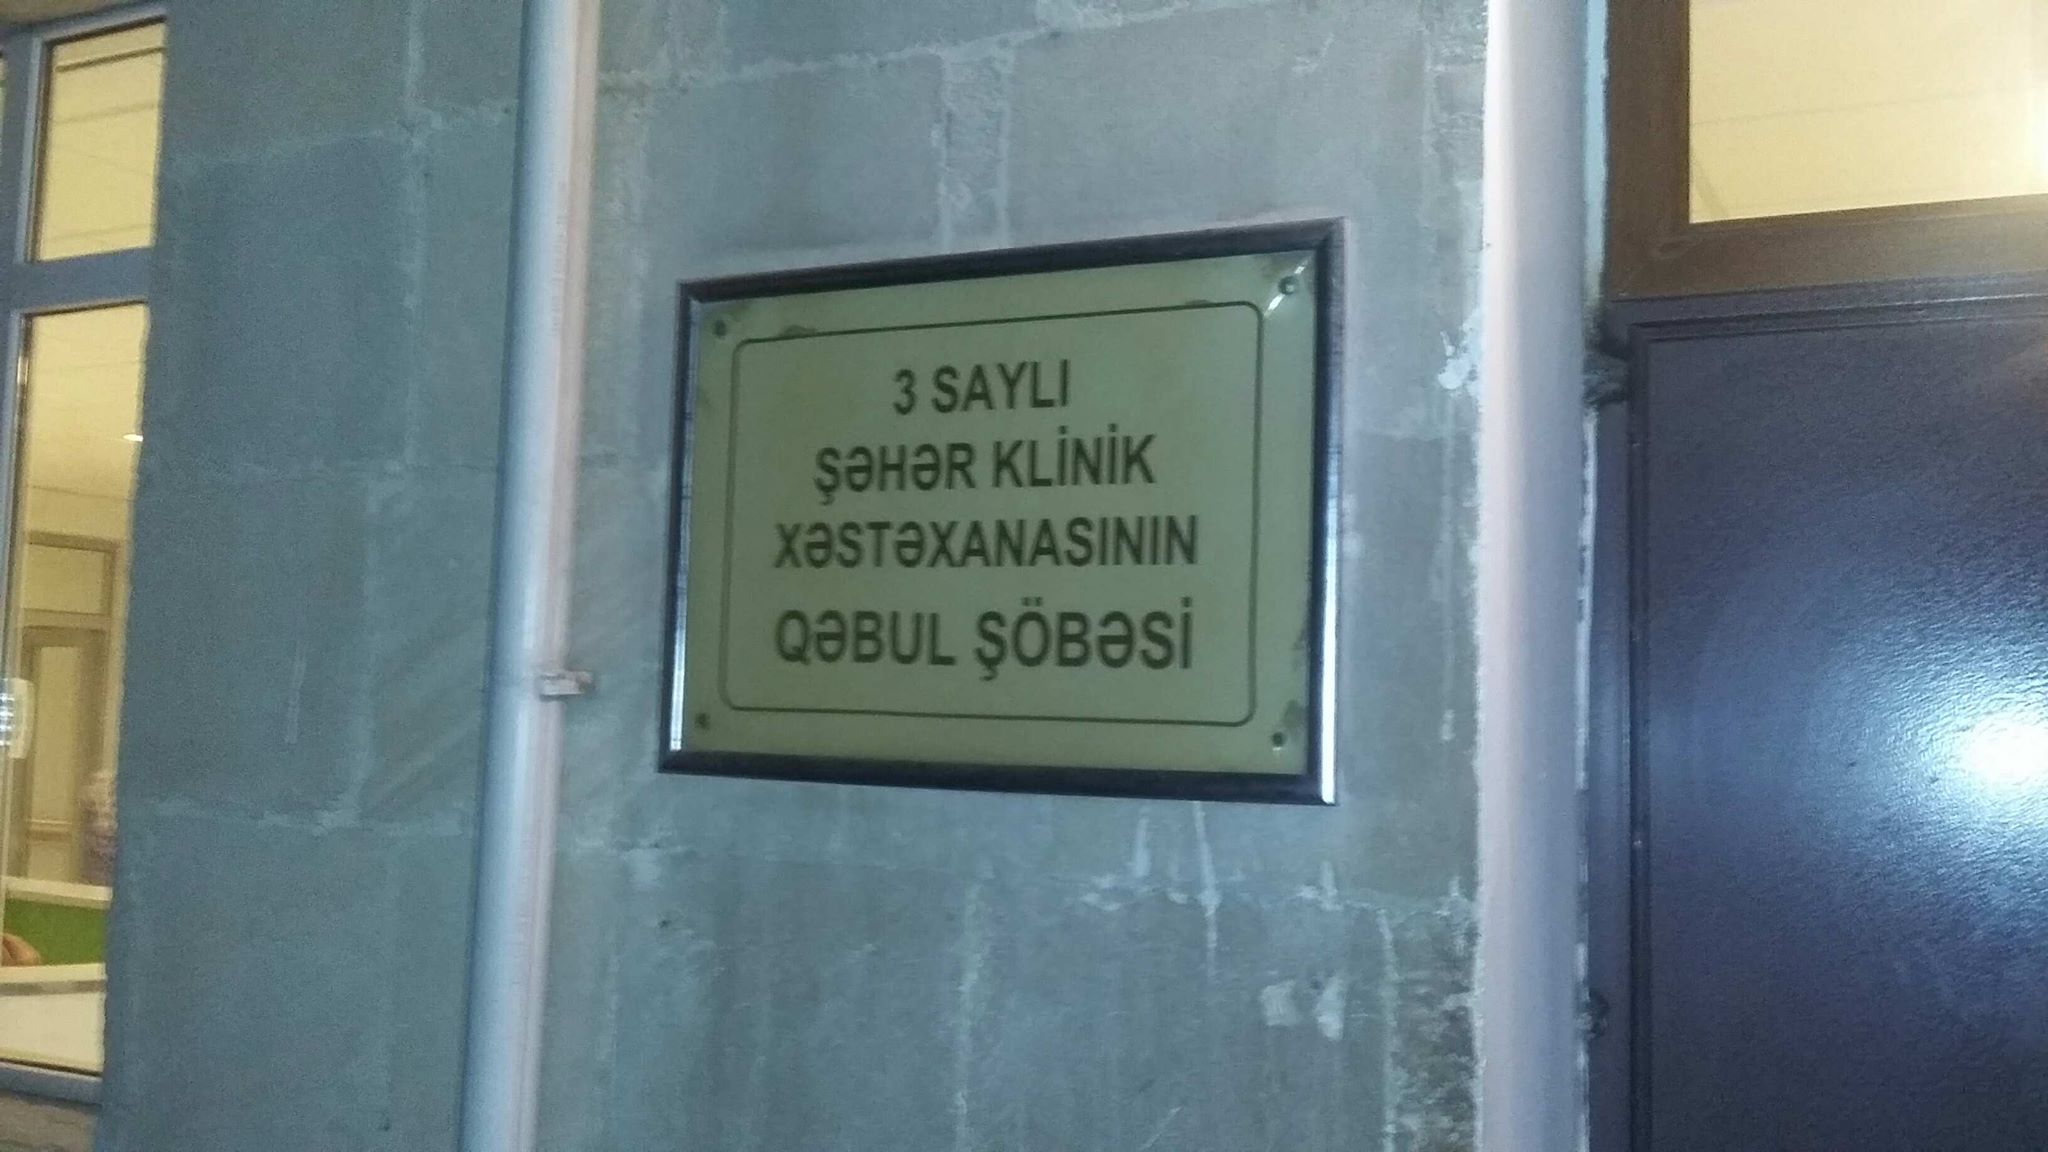 3 SAYLI
ŞƏHƏR KLİNİK
XƏSTƏXANASININ
QƏBUL ŞÖBƏSİ